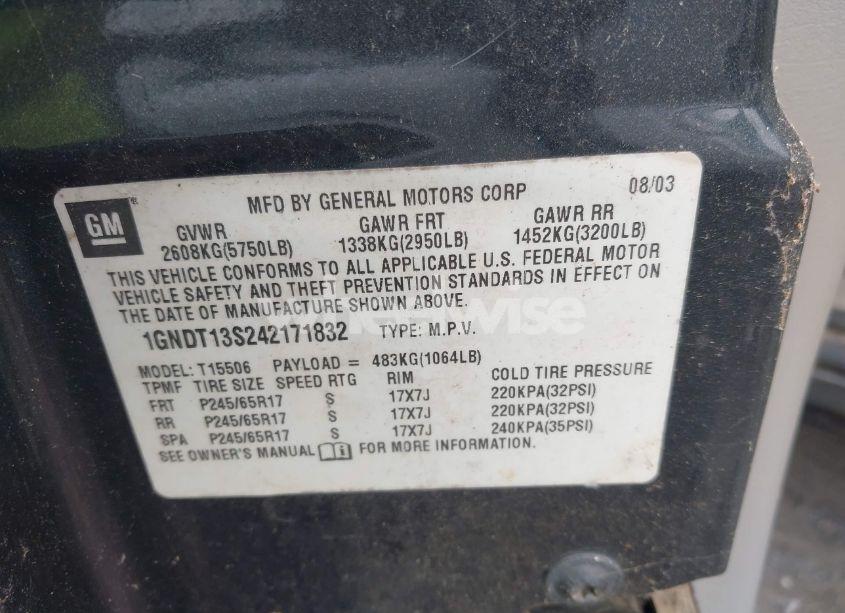 GM
MFD BY GENERAL MOTORS CORP 08/03
GVWR GAWR FRT GAWR RR
2608KG(5750LB) 1338KG(2950LB) 1452KG(3200LB)
THIS VEHICLE CONFORMS TO ALL APPLICABLE U.S. FEDERAL MOTOR
VEHICLE SAFETY AND THEFT PREVENTION STANDARDS IN EFFECT ON
THE DATE OF MANUFACTURE SHOWN ABOVE.
1GNDT13S242171832 TYPE: M.P.V.
MODEL: T15506 PAYLOAD = 483KG(1064LB)
TPMF TIRE SIZE SPEED RTG RIM COLD TIRE PRESSURE
FRT P245/65R17 S 17X7J 220KPA(32PSI)
RR P245/65R17 S 17X7J 220KPA(32PSI)
SPA P245/65R17 S 17X7J 240KPA(35PSI)
SEE OWNER'S MANUAL FOR MORE INFORMATION.